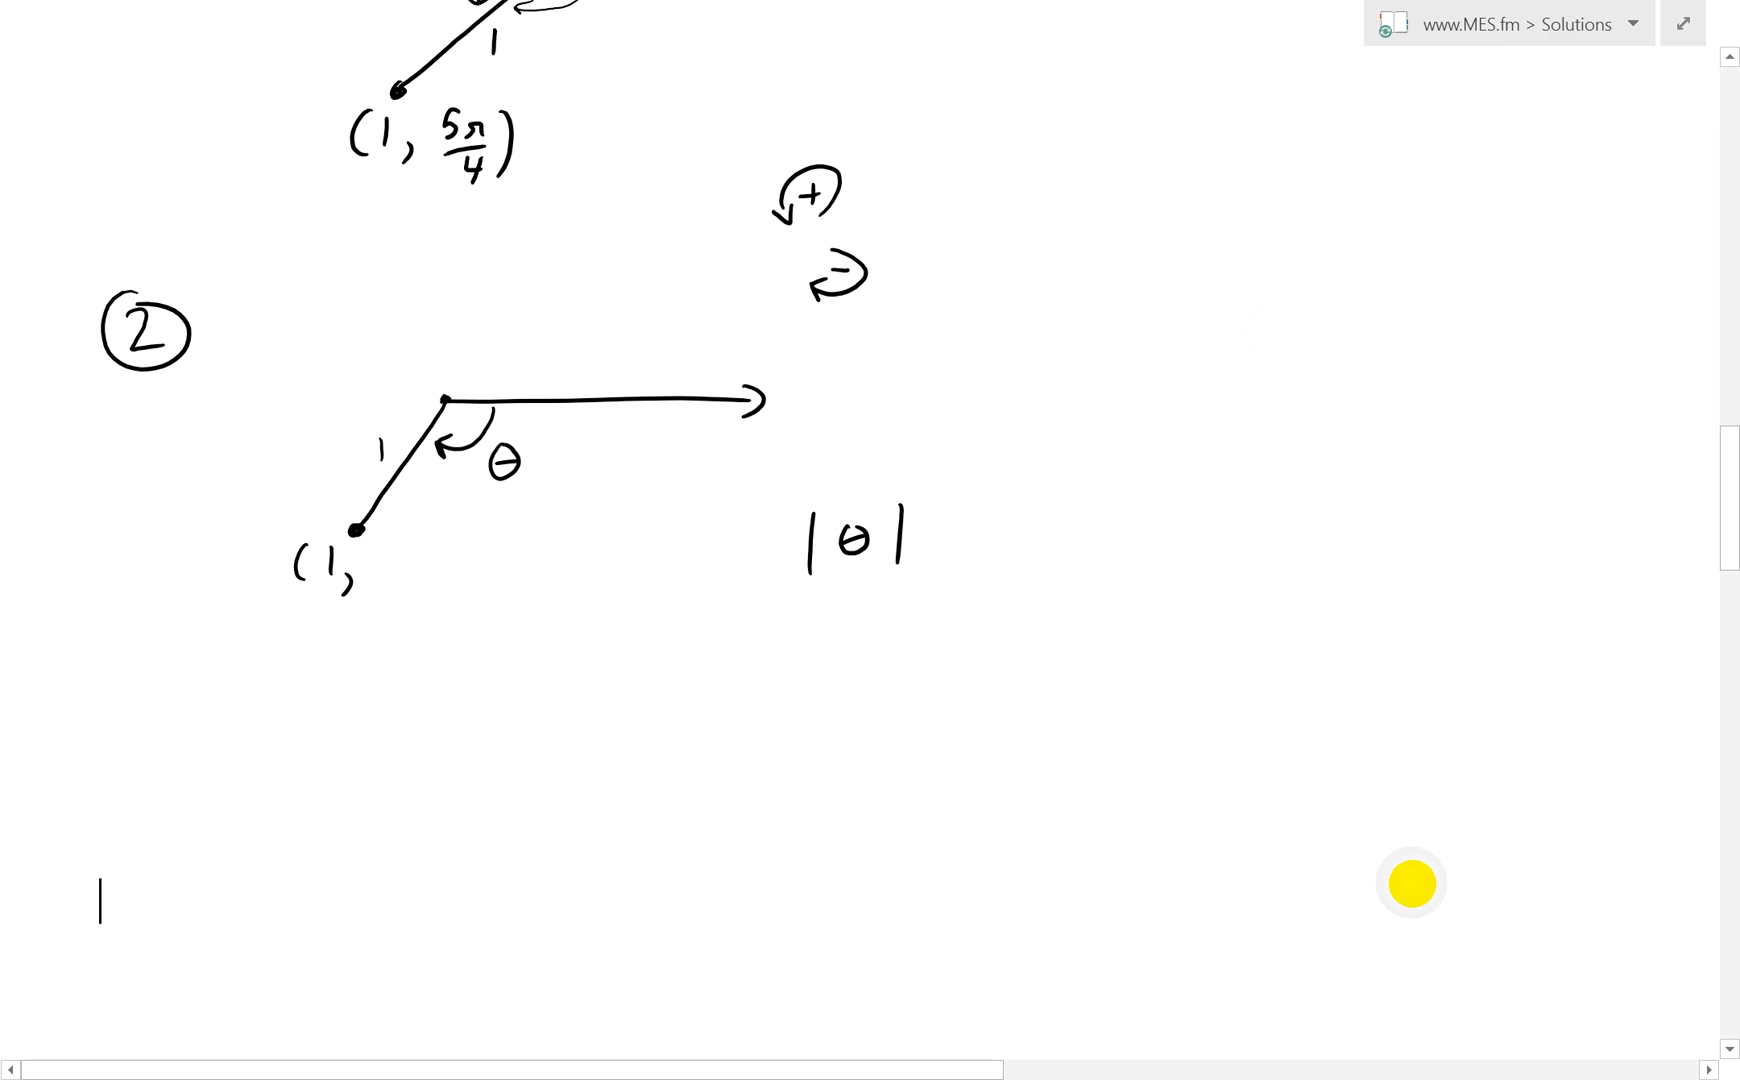 www.MES.fm > Solutions
1
(1, 5π/4)
+
-
2
1
θ
|θ|
(1,